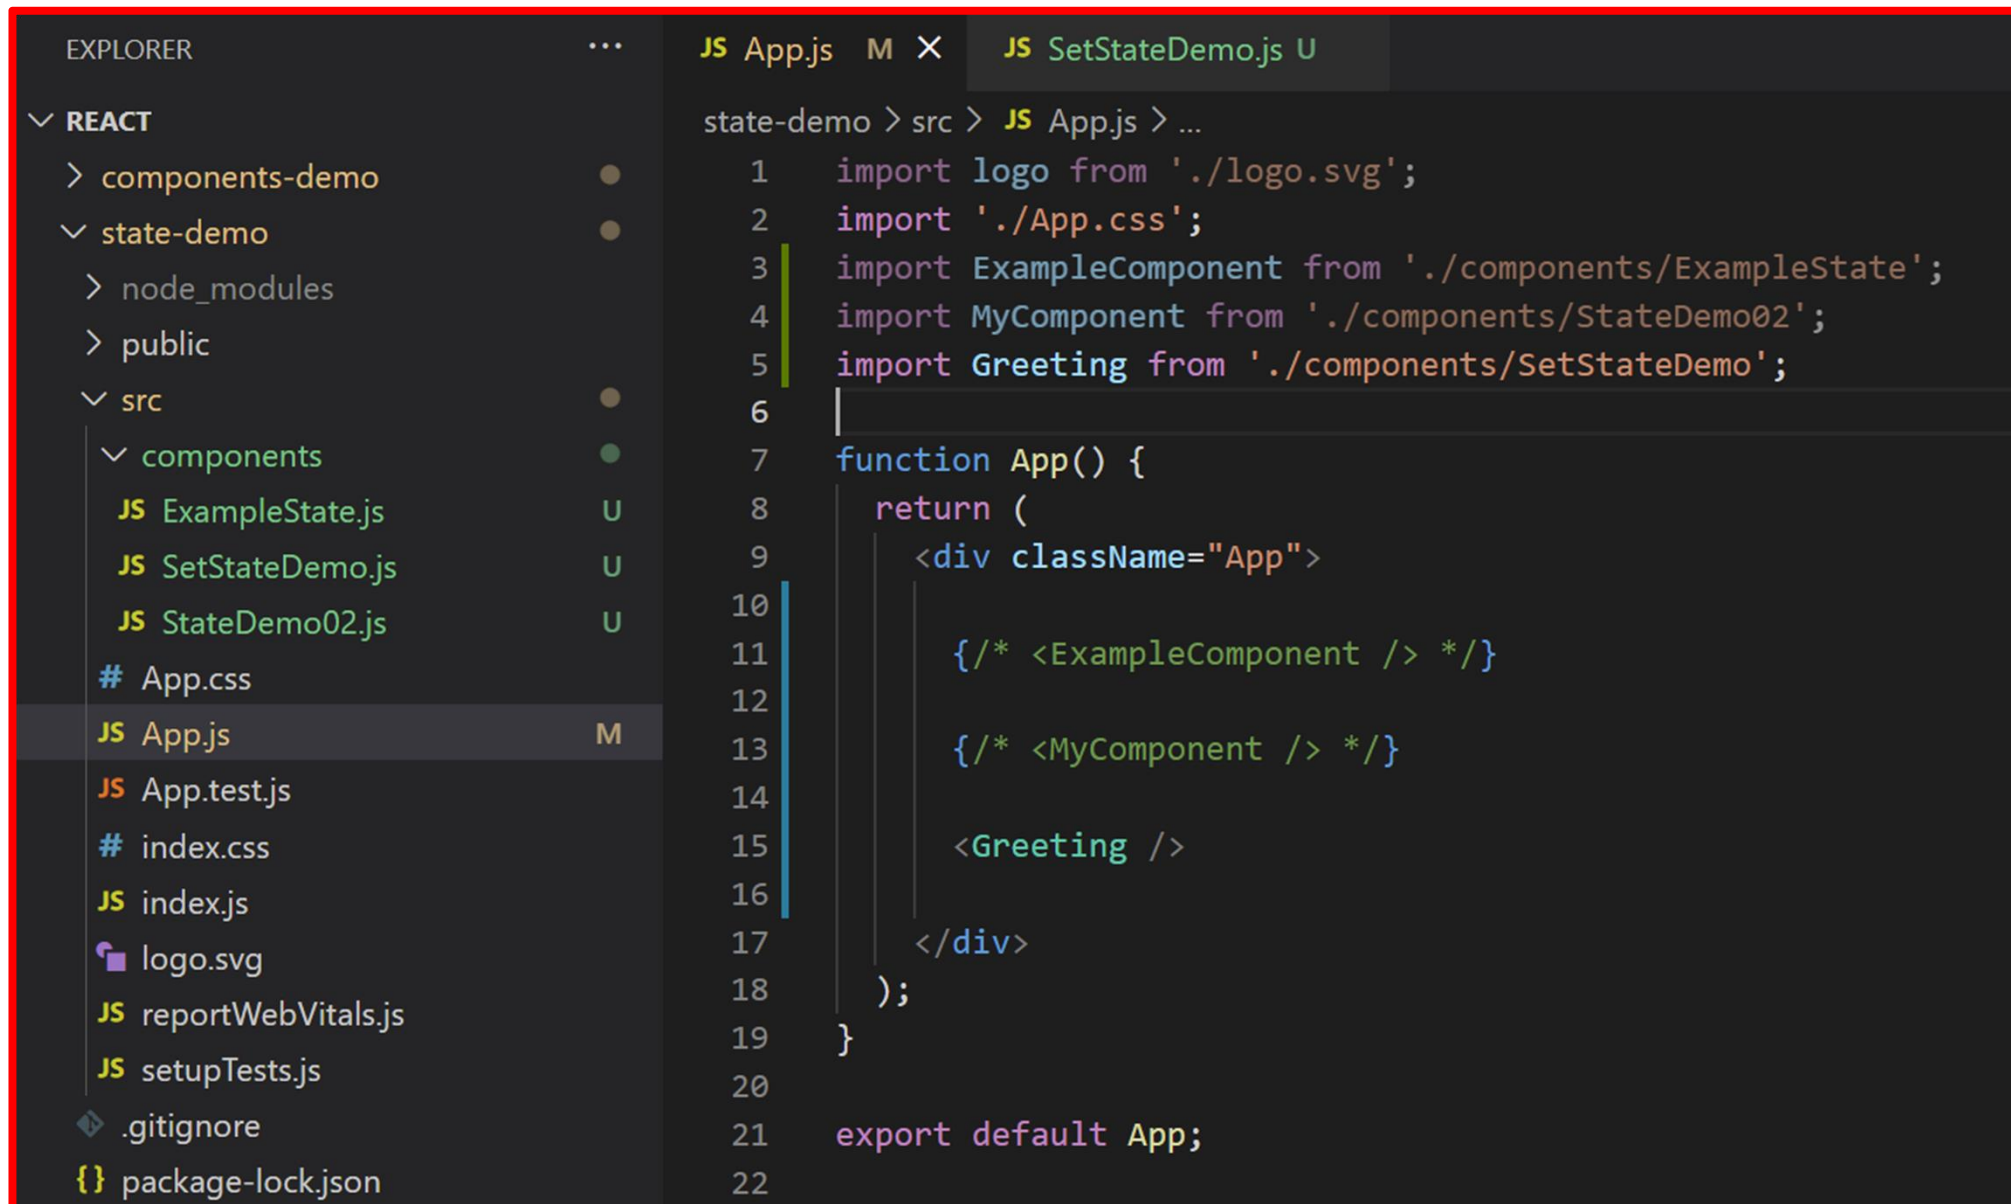 EXPLORER ...
REACT
components-demo
state-demo
node_modules
public
src
components
JS ExampleState.js U
JS SetStateDemo.js U
JS StateDemo02.js U
# App.css
JS App.js M
JS App.test.js
# index.css
JS index.js
logo.svg
JS reportWebVitals.js
JS setupTests.js
.gitignore
{} package-lock.json
JS App.js M × JS SetStateDemo.js U
state-demo > src > JS App.js > ...
1 import logo from './logo.svg';
2 import './App.css';
3 import ExampleComponent from './components/ExampleState';
4 import MyComponent from './components/StateDemo02';
5 import Greeting from './components/SetStateDemo';
6
7 function App() {
8 return (
9 <div className="App">
10
11 {/* <ExampleComponent /> */}
12
13 {/* <MyComponent /> */}
14
15 <Greeting />
16
17 </div>
18 );
19 }
20
21 export default App;
22